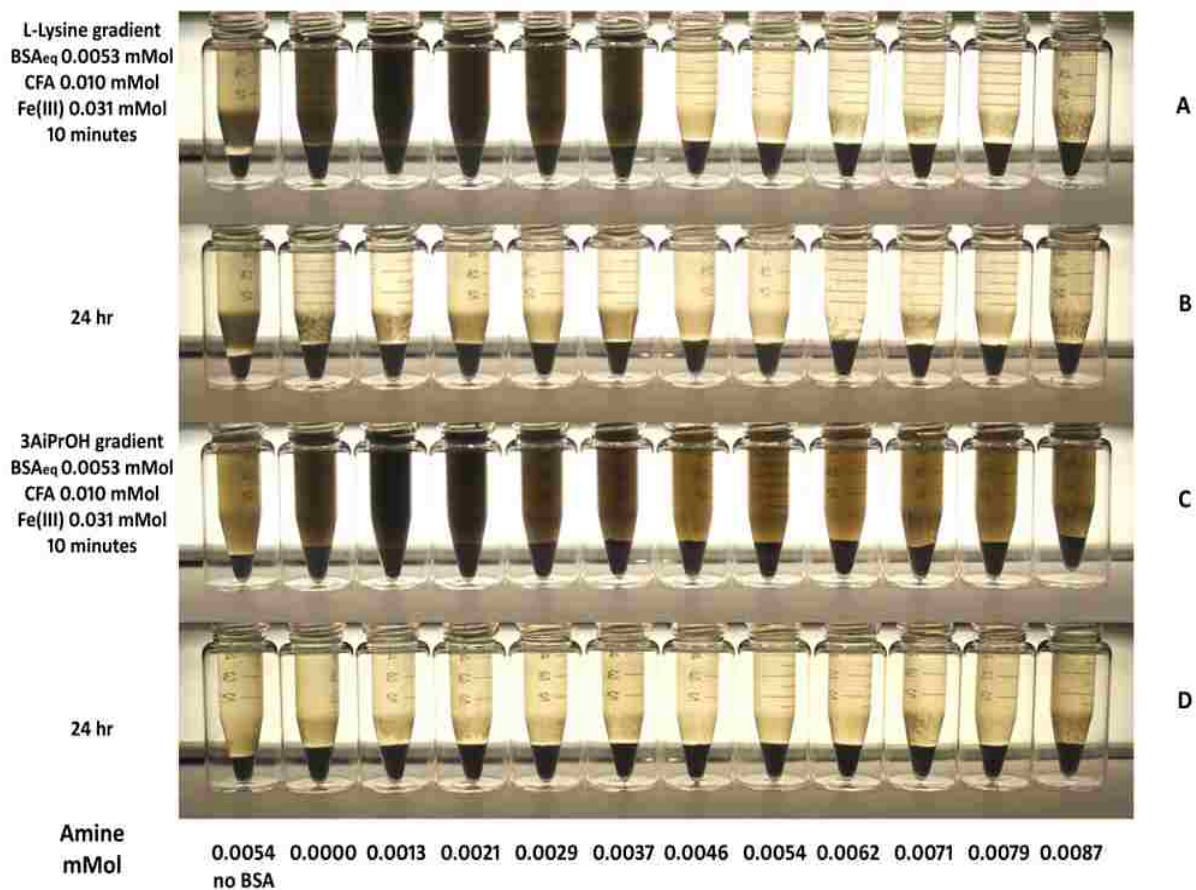 L-Lysine gradient
BSAeq 0.0053 mMol
CFA 0.010 mMol
Fe(III) 0.031 mMol
10 minutes
A
24 hr
B
3AiPrOH gradient
BSAeq 0.0053 mMol
CFA 0.010 mMol
Fe(III) 0.031 mMol
10 minutes
C
24 hr
D
Amine
mMol
0.0054 0.0000 0.0013 0.0021 0.0029 0.0037 0.0046 0.0054 0.0062 0.0071 0.0079 0.0087
no BSA